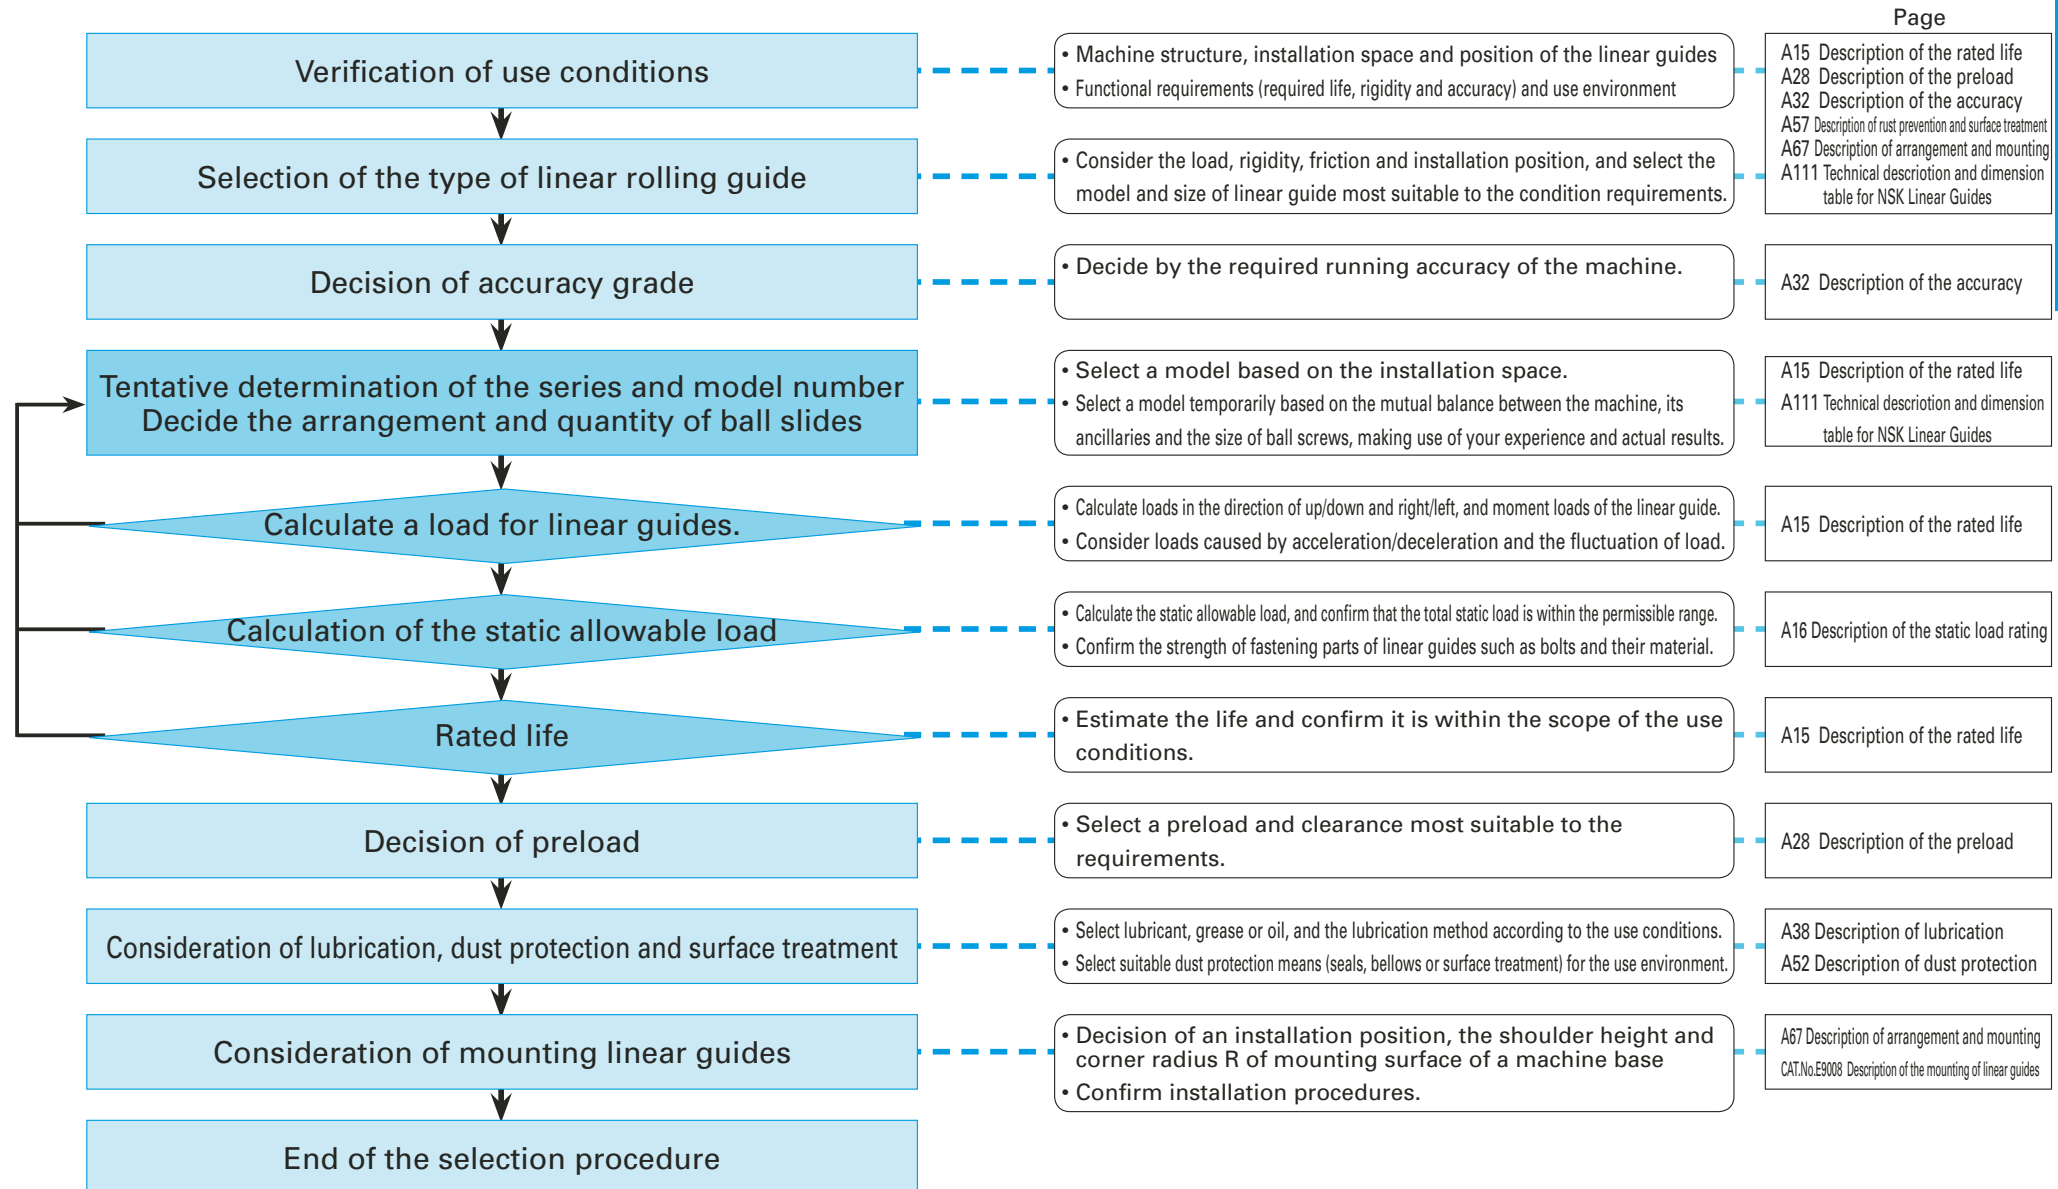 Page
Verification of use conditions
• Machine structure, installation space and position of the linear guides
• Functional requirements (required life, rigidity and accuracy) and use environment
A15 Description of the rated life
A28 Description of the preload
A32 Description of the accuracy
A57 Description of rust prevention and surface treatment
A67 Description of arrangement and mounting
A111 Technical descriotion and dimension
table for NSK Linear Guides
Selection of the type of linear rolling guide
• Consider the load, rigidity, friction and installation position, and select the
model and size of linear guide most suitable to the condition requirements.
Decision of accuracy grade
• Decide by the required running accuracy of the machine.
A32 Description of the accuracy
Tentative determination of the series and model number
Decide the arrangement and quantity of ball slides
• Select a model based on the installation space.
• Select a model temporarily based on the mutual balance between the machine, its
ancillaries and the size of ball screws, making use of your experience and actual results.
A15 Description of the rated life
A111 Technical descriotion and dimension
table for NSK Linear Guides
Calculate a load for linear guides.
• Calculate loads in the direction of up/down and right/left, and moment loads of the linear guide.
• Consider loads caused by acceleration/deceleration and the fluctuation of load.
A15 Description of the rated life
Calculation of the static allowable load
• Calculate the static allowable load, and confirm that the total static load is within the permissible range.
• Confirm the strength of fastening parts of linear guides such as bolts and their material.
A16 Description of the static load rating
Rated life
• Estimate the life and confirm it is within the scope of the use
conditions.
A15 Description of the rated life
Decision of preload
• Select a preload and clearance most suitable to the
requirements.
A28 Description of the preload
Consideration of lubrication, dust protection and surface treatment
• Select lubricant, grease or oil, and the lubrication method according to the use conditions.
• Select suitable dust protection means (seals, bellows or surface treatment) for the use environment.
A38 Description of lubrication
A52 Description of dust protection
Consideration of mounting linear guides
• Decision of an installation position, the shoulder height and
corner radius R of mounting surface of a machine base
• Confirm installation procedures.
A67 Description of arrangement and mounting
CAT.No.E9008 Description of the mounting of linear guides
End of the selection procedure